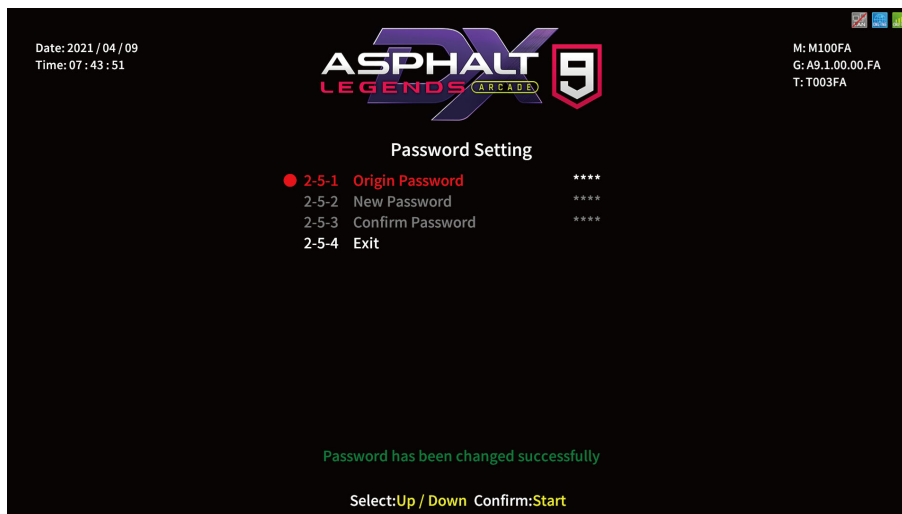 Date: 2021 / 04 / 09
Time: 07 : 43 : 51
DX
ASPHALT 9
LEGENDS ARCADE
M: M100FA
G: A9.1.00.00.FA
T: T003FA
Password Setting
2-5-1 Origin Password ****
2-5-2 New Password ****
2-5-3 Confirm Password ****
2-5-4 Exit
Password has been changed successfully
Select:Up / Down Confirm:Start